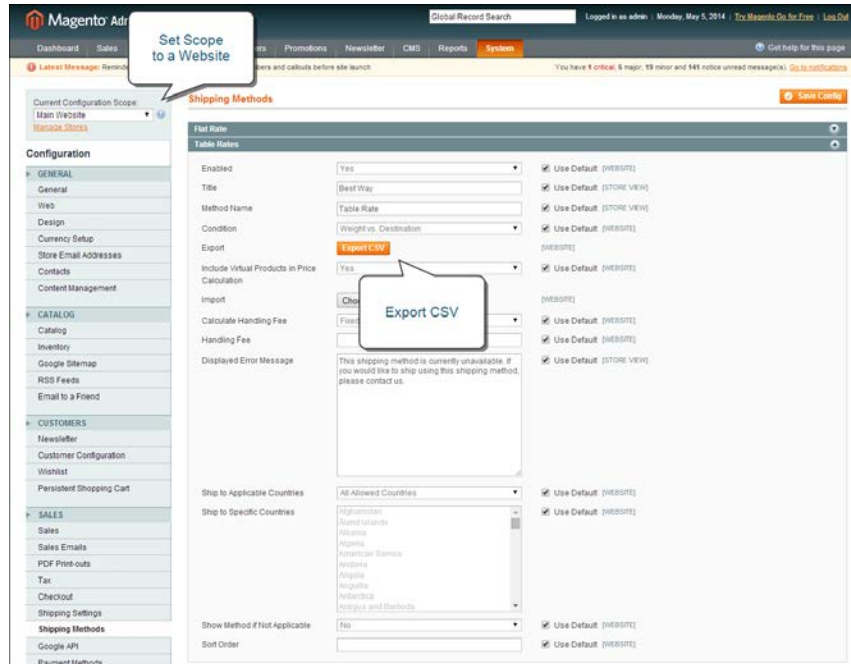 Magento Adm
Global Record Search
Logged in as admin | Monday, May 5, 2014 | Try Magento Go for Free | Log Out
Set Scope
to a Website
Dashboard Sales Promotions Newsletter CMS Reports System
Get help for this page
Latest Message: Reminder
and callouts before site launch
You have 1 critical, 5 major, 19 minor and 141 notice unread message(s). Go to notifications
Current Configuration Scope:
Main Website
Manage Stores
Shipping Methods
Save Config
Configuration
GENERAL
General
Web
Design
Currency Setup
Store Email Addresses
Contacts
Content Management
CATALOG
Catalog
Inventory
Google Sitemap
RSS Feeds
Email to a Friend
CUSTOMERS
Newsletter
Customer Configuration
Wishlist
Persistent Shopping Cart
SALES
Sales
Sales Emails
PDF Print-outs
Tax
Checkout
Shipping Settings
Shipping Methods
Google API
Payment Methods
Flat Rate
Table Rates
Enabled Yes Use Default [WEBSITE]
Title Best Way Use Default [STORE VIEW]
Method Name Table Rate Use Default [STORE VIEW]
Condition Weight vs. Destination Use Default [WEBSITE]
Export Export CSV [WEBSITE]
Include Virtual Products in Price Yes Use Default [WEBSITE]
Calculation
Import [WEBSITE]
Export CSV
Calculate Handling Fee Fixed Use Default [WEBSITE]
Handling Fee Use Default [WEBSITE]
Displayed Error Message This shipping method is currently unavailable. If Use Default [STORE VIEW]
you would like to ship using this shipping method,
please contact us.
Ship to Applicable Countries All Allowed Countries Use Default [WEBSITE]
Ship to Specific Countries Afghanistan Use Default [WEBSITE]
Åland Islands
Albania
Algeria
American Samoa
Andorra
Angola
Anguilla
Antarctica
Antigua and Barbuda
Show Method if Not Applicable No Use Default [WEBSITE]
Sort Order Use Default [WEBSITE]